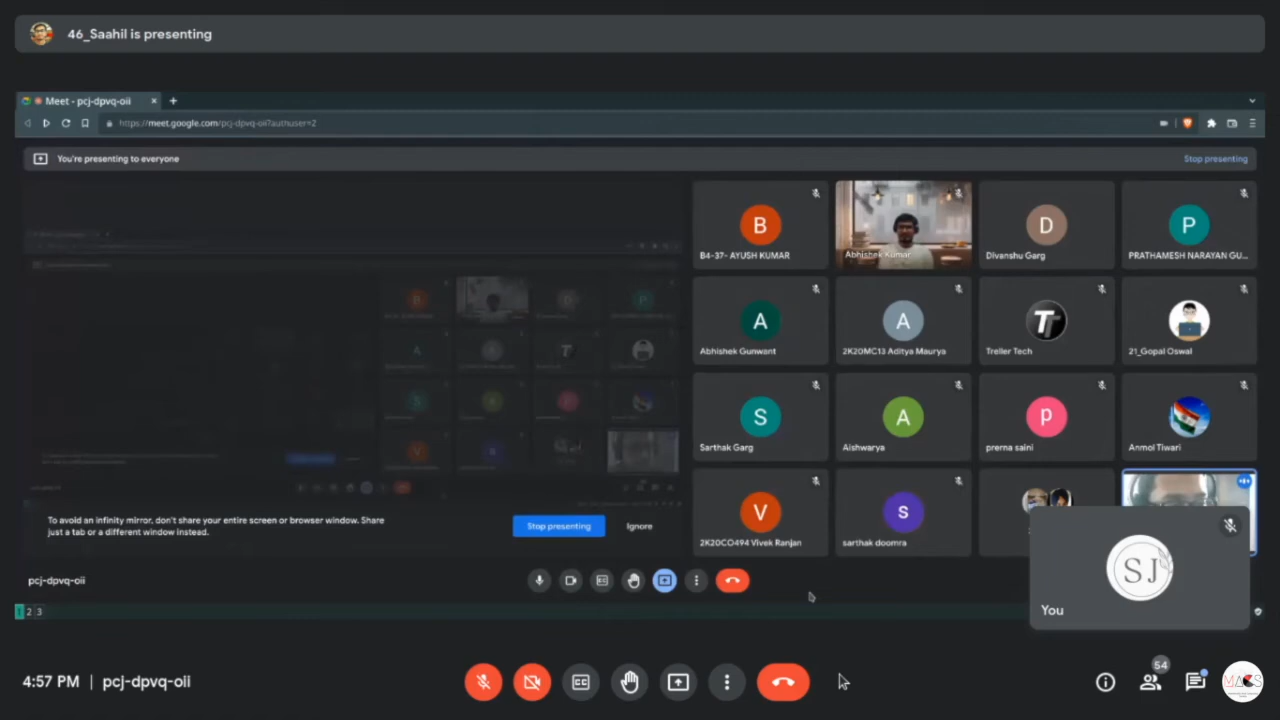 46_Saahil is presenting
Meet - pcj-dpvq-oii
https://meet.google.com/pcj-dpvq-oii?authuser=2
You're presenting to everyone
Stop presenting
B
B4-37- AYUSH KUMAR
Abhishek Kumar
D
Divanshu Garg
P
PRATHAMESH NARAYAN GU...
A
Abhishek Gunwant
A
2K20MC13 Aditya Maurya
Treller Tech
21_Gopal Oswal
S
Sarthak Garg
A
Aishwarya
p
prerna saini
Anmol Tiwari
V
2K20CO494 Vivek Ranjan
s
sarthak doomra
To avoid an infinity mirror, don't share your entire screen or browser window. Share
just a tab or a different window instead.
Stop presenting
Ignore
pcj-dpvq-oii
SJ
You
1 2 3
4:57 PM | pcj-dpvq-oii
54
MACS